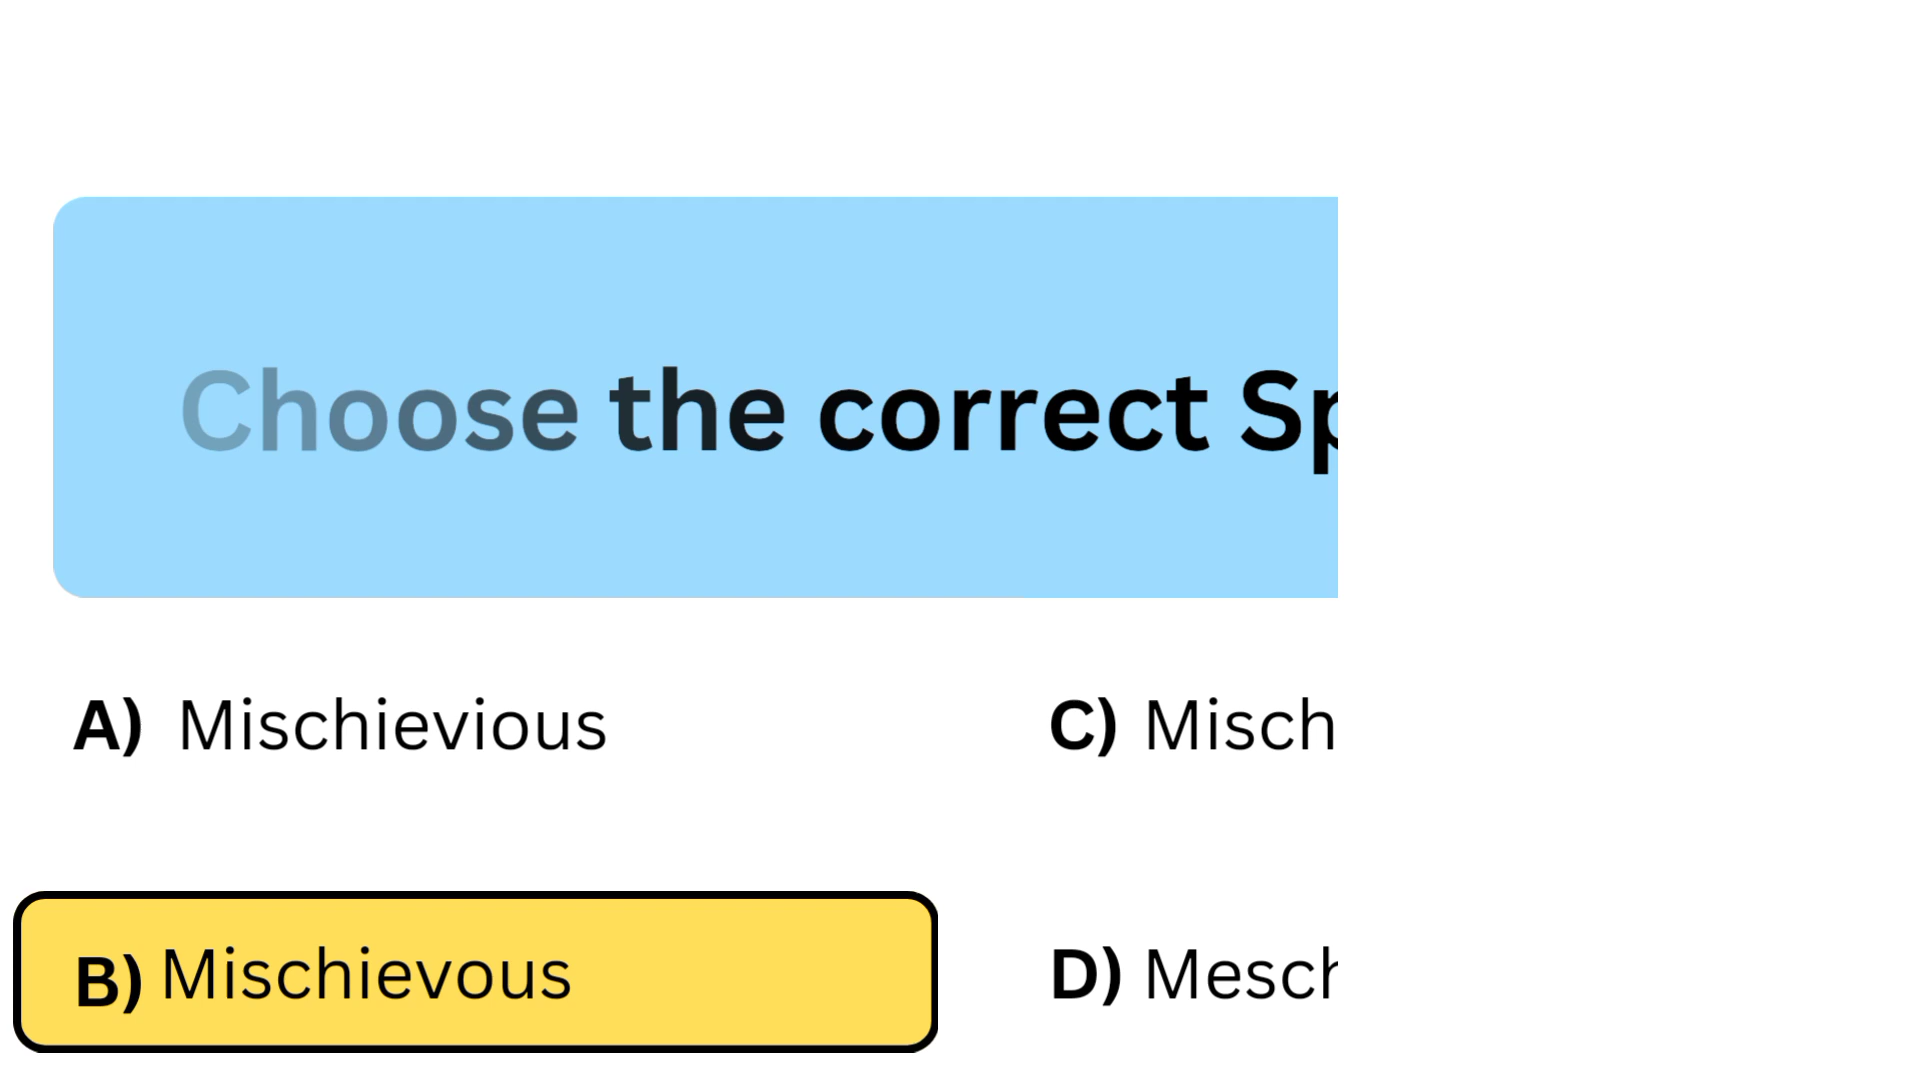 Choose the correct Sp
A) Mischievious
C) Misch
B) Mischievous
D) Mesch